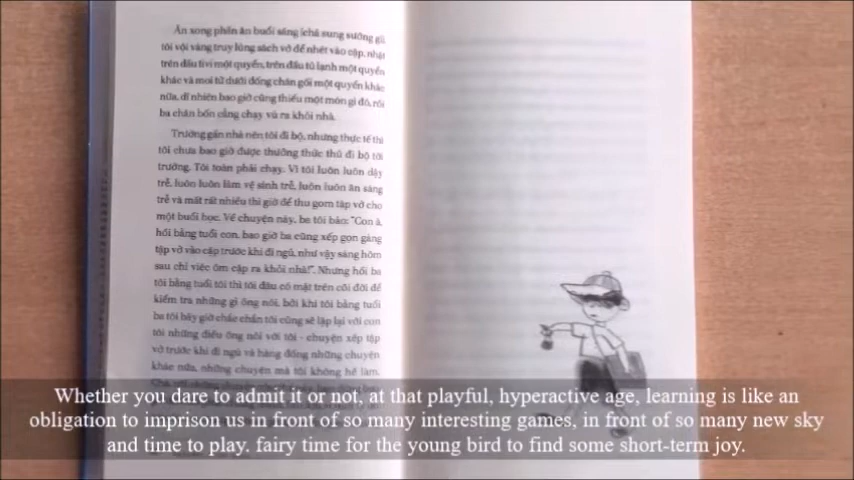 Ăn xong phần ăn buổi sáng (chả sung sướng gì)
tôi vội vàng truy lùng sách vở để nhét vào cặp, nhặt
trên đầu tivi một quyển, trên đầu tủ lạnh một quyển
khác và moi từ dưới đống chăn gối một quyển khác
nữa, dĩ nhiên bao giờ cũng thiếu một món gì đó, rồi
ba chân bốn cẳng chạy vù ra khỏi nhà.
Trường gần nhà nên tôi đi bộ, nhưng thực tế thì
tôi chưa bao giờ được thưởng thức thú đi bộ tới
trường. Tôi toàn phải chạy. Vì tôi luôn luôn dậy
trễ, luôn luôn làm vệ sinh trễ, luôn luôn ăn sáng
trễ và mất rất nhiều thì giờ để thu gom tập vở cho
một buổi học. Về chuyện này, ba tôi bảo: "Con à,
hồi bằng tuổi con, bao giờ ba cũng xếp gọn gàng
tập vở vào cặp trước khi đi ngủ, như vậy sáng hôm
sau chỉ việc ôm cặp ra khỏi nhà!". Nhưng hồi ba
tôi bằng tuổi tôi thì tôi đâu có mặt trên cõi đời để
kiểm tra những gì ông nói, bởi khi tôi bằng tuổi
ba tôi bây giờ chắc chắn tôi cũng sẽ lặp lại với con
tôi những điều ông nói với tôi - chuyện xếp tập
vở trước khi đi ngủ và hàng đống những chuyện
khác nữa, những chuyện mà tôi không hề làm.
Whether you dare to admit it or not, at that playful, hyperactive age, learning is like an
obligation to imprison us in front of so many interesting games, in front of so many new sky
and time to play. fairy time for the young bird to find some short-term joy.